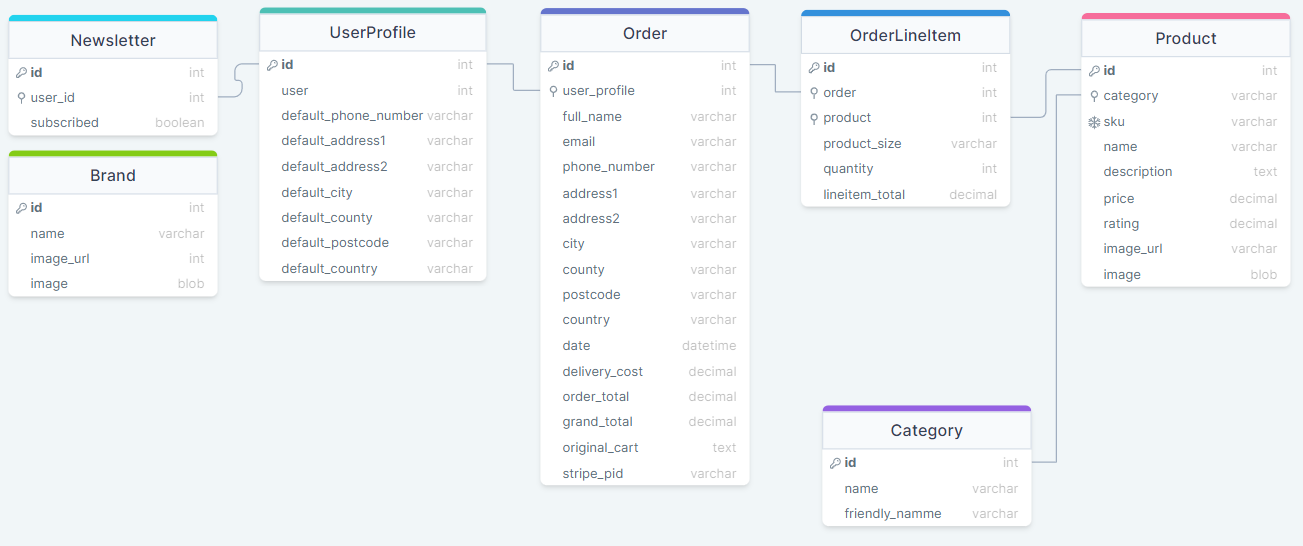 Newsletter
id int
user_id int
subscribed boolean
Brand
id int
name varchar
image_url int
image blob
UserProfile
id int
user int
default_phone_number varchar
default_address1 varchar
default_address2 varchar
default_city varchar
default_county varchar
default_postcode varchar
default_country varchar
Order
id int
user_profile int
full_name varchar
email varchar
phone_number varchar
address1 varchar
address2 varchar
city varchar
county varchar
postcode varchar
country varchar
date datetime
delivery_cost decimal
order_total decimal
grand_total decimal
original_cart text
stripe_pid varchar
OrderLineItem
id int
order int
product int
product_size varchar
quantity int
lineitem_total decimal
Category
id int
name varchar
friendly_namme varchar
Product
id int
category varchar
sku varchar
name varchar
description text
price decimal
rating decimal
image_url varchar
image blob